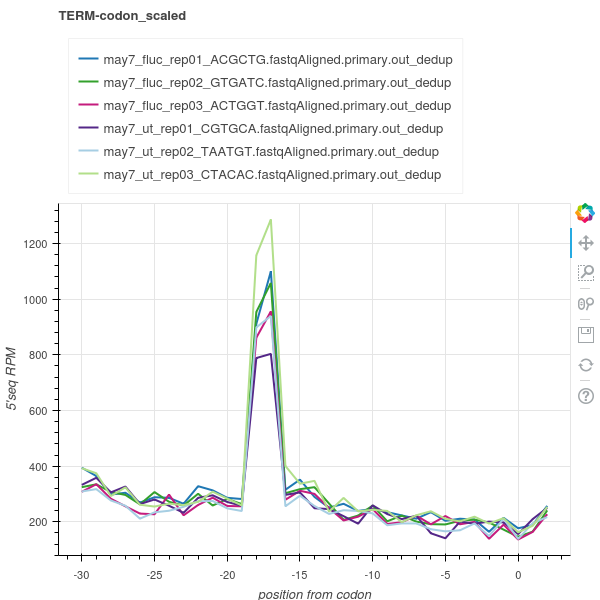 TERM-codon_scaled
may7_fluc_rep01_ACGCTG.fastqAligned.primary.out_dedup
may7_fluc_rep02_GTGATC.fastqAligned.primary.out_dedup
may7_fluc_rep03_ACTGGT.fastqAligned.primary.out_dedup
may7_ut_rep01_CGTGCA.fastqAligned.primary.out_dedup
may7_ut_rep02_TAATGT.fastqAligned.primary.out_dedup
may7_ut_rep03_CTACAC.fastqAligned.primary.out_dedup
1200
1000
800
600
400
200
5'seq RPM
-30 -25 -20 -15 -10 -5 0
position from codon